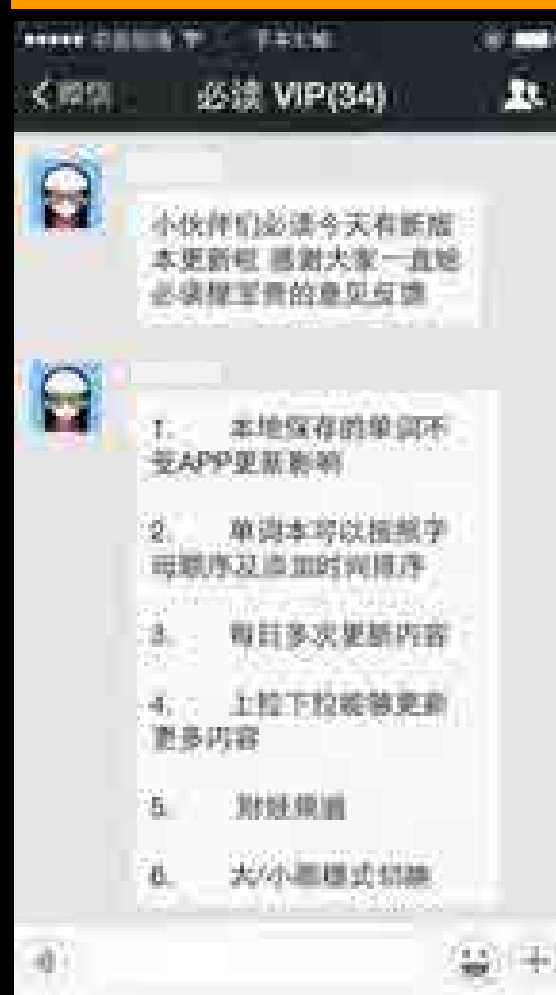 必读 VIP(34)
小伙伴们必读今天有新版
本更新啦 感谢大家一直给
必读提宝贵的意见反馈
1. 本地保存的单词不
受APP更新影响
2. 单词本可以按照字
母顺序及添加时间排序
3. 每日多次更新内容
4. 上拉下拉能够更新
更多内容
5. 财经频道
6. 大/小图模式切换